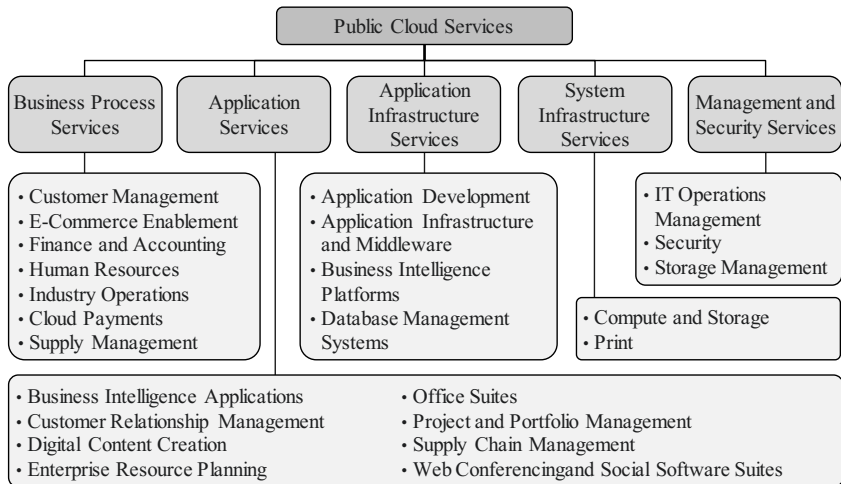 Public Cloud Services
Business Process
Services
Application
Services
Application
Infrastructure
Services
System
Infrastructure
Services
Management and
Security Services
• Customer Management
• E-Commerce Enablement
• Finance and Accounting
• Human Resources
• Industry Operations
• Cloud Payments
• Supply Management
• Application Development
• Application Infrastructure
and Middleware
• Business Intelligence
Platforms
• Database Management
Systems
• IT Operations
Management
• Security
• Storage Management
• Compute and Storage
• Print
• Business Intelligence Applications
• Customer Relationship Management
• Digital Content Creation
• Enterprise Resource Planning
• Office Suites
• Project and Portfolio Management
• Supply Chain Management
• Web Conferencingand Social Software Suites